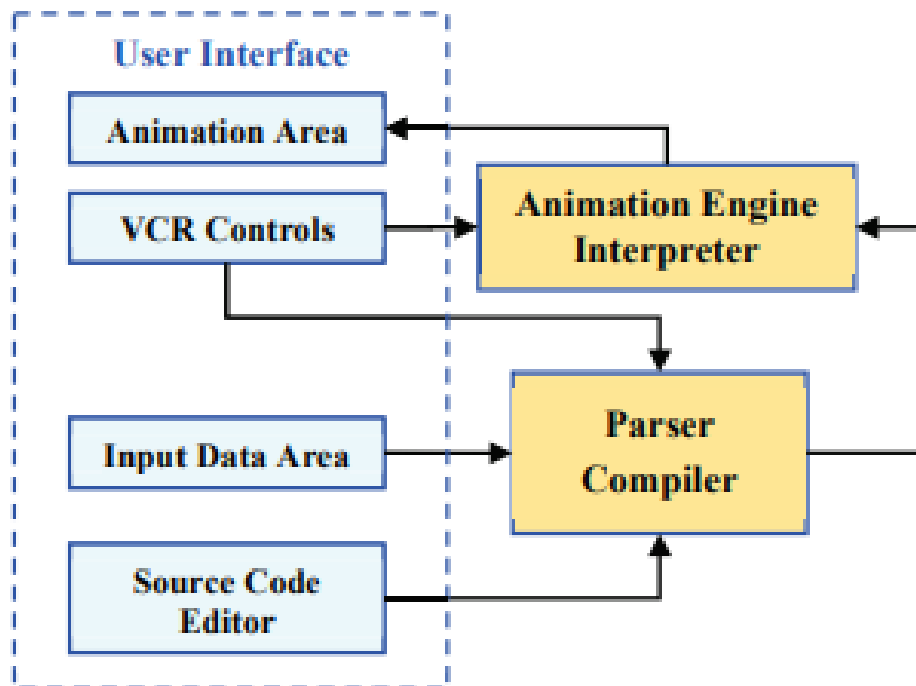 User Interface
Animation Area
VCR Controls
Animation Engine
Interpreter
Input Data Area
Parser
Compiler
Source Code
Editor